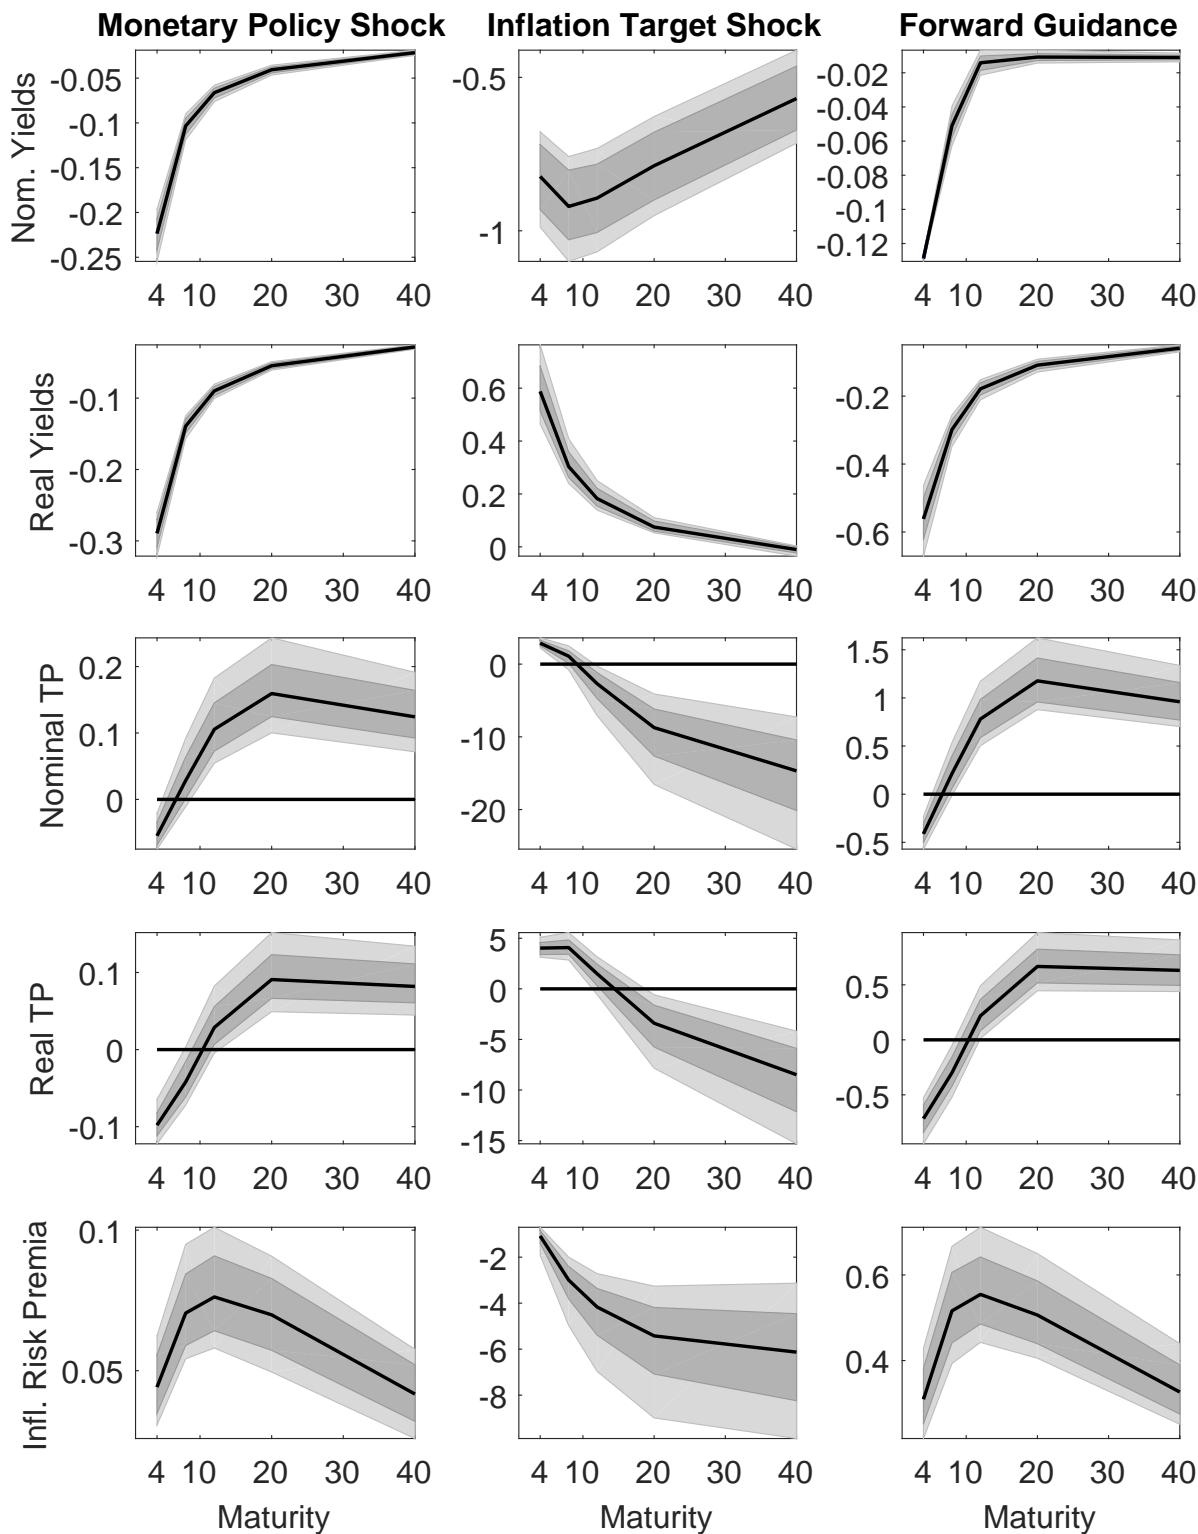 Monetary Policy Shock Inflation Target Shock Forward Guidance
Nom. Yields
-0.05
-0.1
-0.15
-0.2
-0.25
4 10 20 30 40
-0.5
-1
4 10 20 30 40
-0.02
-0.04
-0.06
-0.08
-0.1
-0.12
4 10 20 30 40
Real Yields
-0.1
-0.2
-0.3
4 10 20 30 40
0.6
0.4
0.2
0
4 10 20 30 40
-0.2
-0.4
-0.6
4 10 20 30 40
Nominal TP
0.2
0.1
0
4 10 20 30 40
0
-10
-20
4 10 20 30 40
1.5
1
0.5
0
-0.5
4 10 20 30 40
Real TP
0.1
0
-0.1
4 10 20 30 40
5
0
-5
-10
-15
4 10 20 30 40
0.5
0
-0.5
4 10 20 30 40
Infl. Risk Premia
0.1
0.05
4 10 20 30 40
Maturity
-2
-4
-6
-8
4 10 20 30 40
Maturity
0.6
0.4
4 10 20 30 40
Maturity